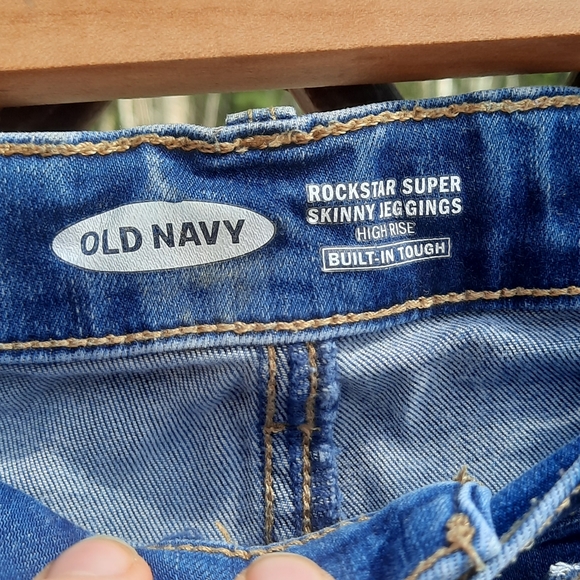 OLD NAVY
ROCKSTAR SUPER
SKINNY JEGGINGS
HIGH RISE
BUILT-IN TOUGH